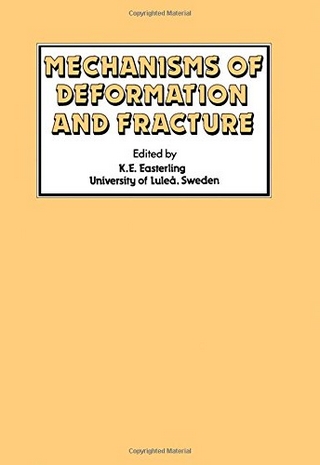 Copyrighted Material
MECHANISMS OF
DEFORMATION
AND FRACTURE
Edited by
K.E. Easterling
University of Luleå, Sweden
Copyrighted Material